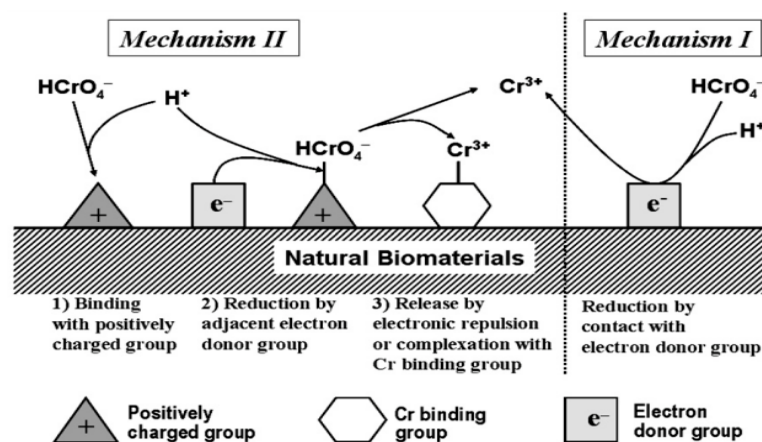 Mechanism II
Mechanism I
HCrO₄⁻
H⁺
HCrO₄⁻
Cr³⁺
Cr³⁺
HCrO₄⁻
H⁺
+
e⁻
+
e⁻
Natural Biomaterials
1) Binding
with positively
charged group
2) Reduction by
adjacent electron
donor group
3) Release by
electronic repulsion
or complexation with
Cr binding group
Reduction by
contact with
electron donor group
+
Positively
charged group
Cr binding
group
e⁻
Electron
donor group